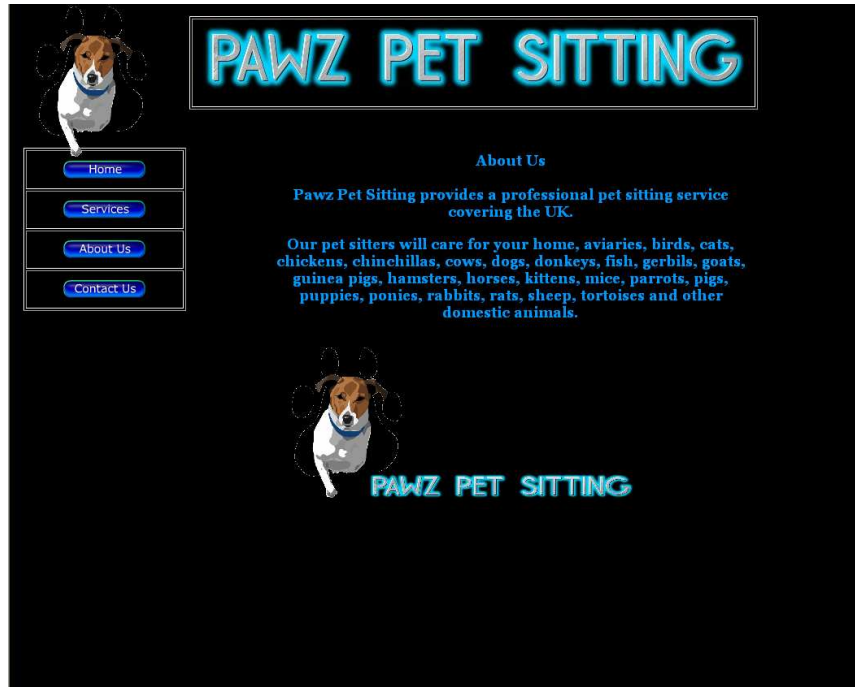 PAWZ PET SITTING
Home
Services
About Us
Contact Us
About Us
Pawz Pet Sitting provides a professional pet sitting service
covering the UK.
Our pet sitters will care for your home, aviaries, birds, cats,
chickens, chinchillas, cows, dogs, donkeys, fish, gerbils, goats,
guinea pigs, hamsters, horses, kittens, mice, parrots, pigs,
puppies, ponies, rabbits, rats, sheep, tortoises and other
domestic animals.
PAWZ PET SITTING